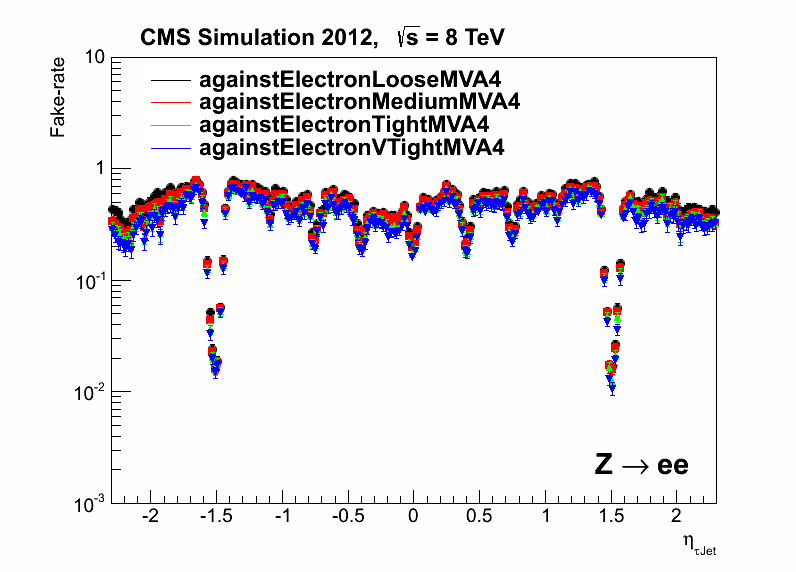 CMS Simulation 2012, √s = 8 TeV
Fake-rate
againstElectronLooseMVA4
againstElectronMediumMVA4
againstElectronTightMVA4
againstElectronVTightMVA4
10
1
10-1
10-2
10-3
Z → ee
-2 -1.5 -1 -0.5 0 0.5 1 1.5 2
ητJet